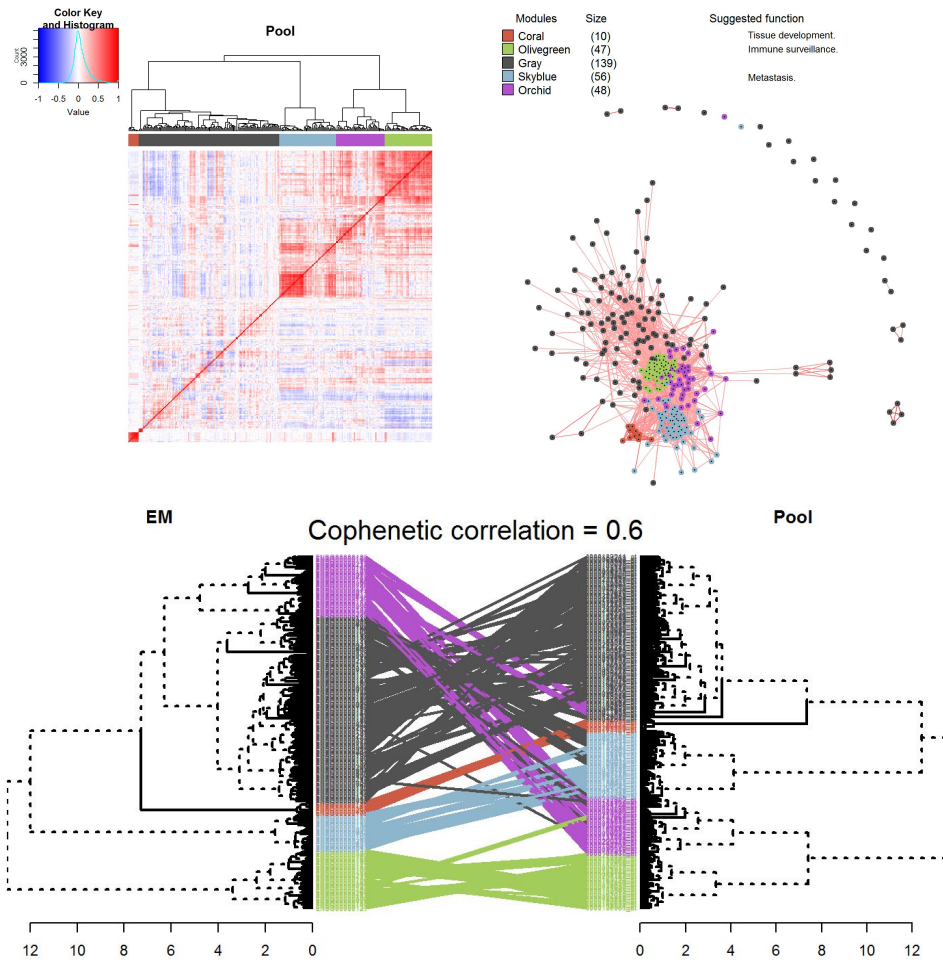 Color Key
and Histogram
Count
0 3000
-1 -0.5 0 0.5 1
Value
Pool
Modules Size Suggested function
Coral (10) Tissue development.
Olivegreen (47) Immune surveillance.
Gray (139)
Skyblue (56) Metastasis.
Orchid (48)
EM
Pool
Cophenetic correlation = 0.6
12 10 8 6 4 2 0
0 2 4 6 8 10 12